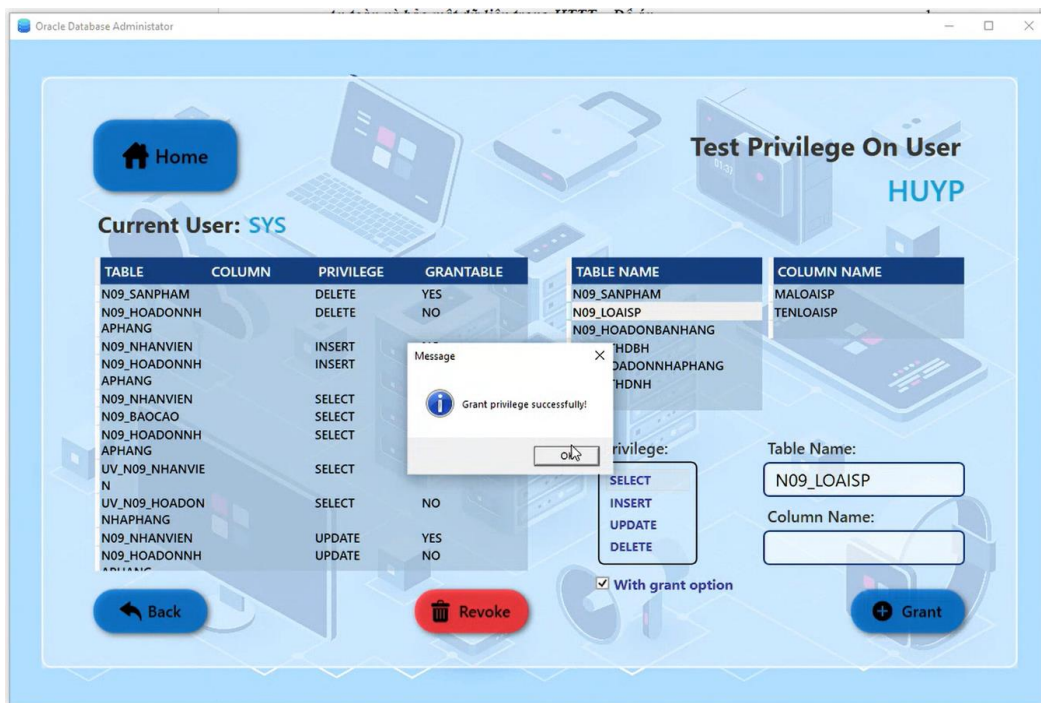 Oracle Database Administator
Home
Test Privilege On User
HUYP
Current User: SYS
TABLE COLUMN PRIVILEGE GRANTABLE
N09_SANPHAM DELETE YES
N09_HOADONNH DELETE NO
APHANG
N09_NHANVIEN INSERT
N09_HOADONNH INSERT
APHANG
N09_NHANVIEN SELECT
N09_BAOCAO SELECT
N09_HOADONNH SELECT
APHANG
UV_N09_NHANVIE SELECT
N
UV_N09_HOADON SELECT NO
NHAPHANG
N09_NHANVIEN UPDATE YES
N09_HOADONNH UPDATE NO
TABLE NAME
N09_SANPHAM
N09_LOAISP
N09_HOADONBANHANG
THDBH
OADONNHAPHANG
THDNH
COLUMN NAME
MALOAISP
TENLOAISP
Message
Grant privilege successfully!
OK
rivilege:
SELECT
INSERT
UPDATE
DELETE
With grant option
Table Name:
N09_LOAISP
Column Name:
Back
Revoke
Grant